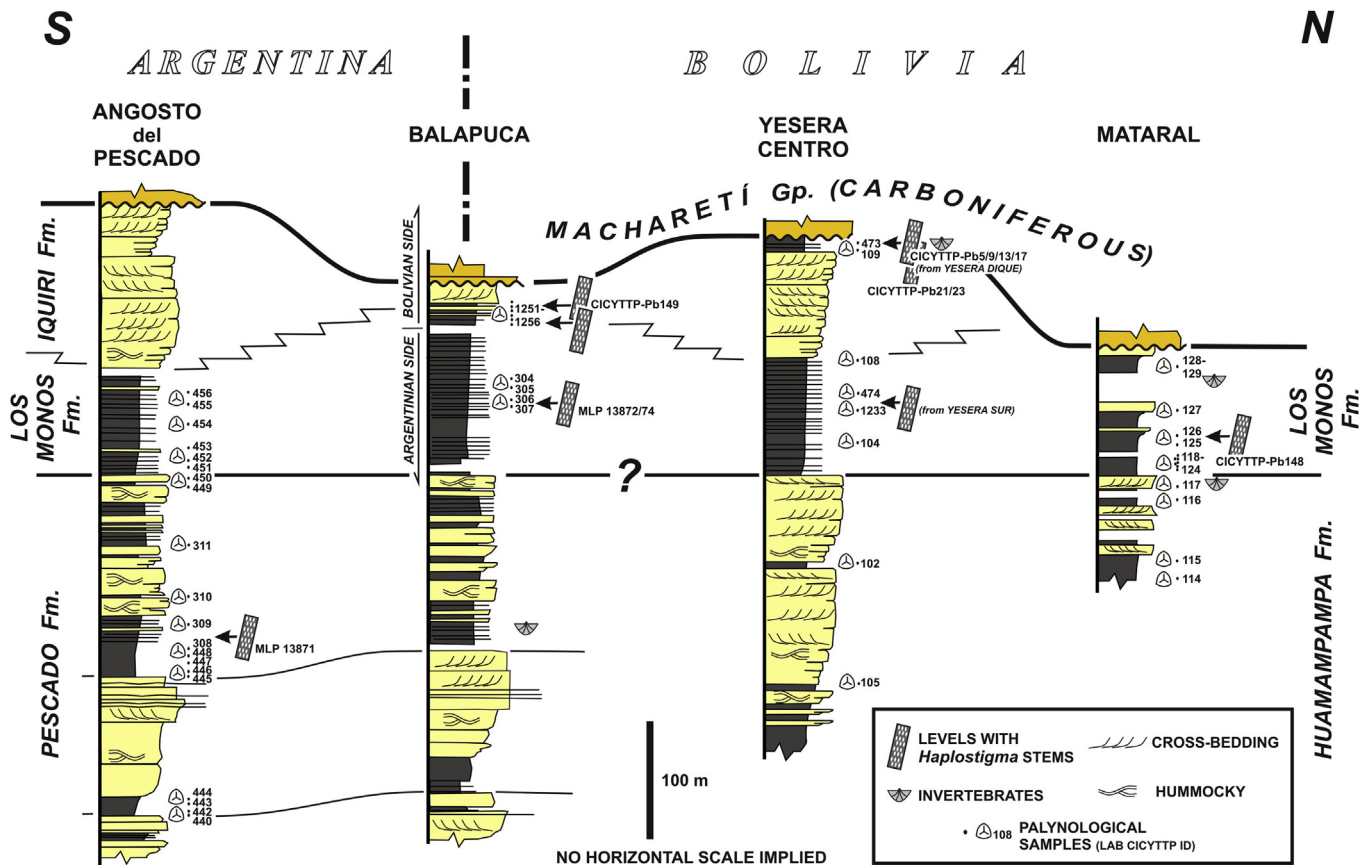 S
N
ARGENTINA
BOLIVIA
ANGOSTO
del
PESCADO
BALAPUCA
YESERA
CENTRO
MATARAL
MACHARETÍ Gp. (CARBONIFEROUS)
IQUIRI Fm.
LOS
MONOS
Fm.
PESCADO Fm.
456
455
454
453
452
451
450
449
311
310
309
308
448
447
446
445
MLP 13871
444
443
442
440
BOLIVIAN SIDE
ARGENTINIAN SIDE
1251-
1256
CICYTTP-Pb149
304
305
306
307
MLP 13872/74
?
473
109
CICYTTP-Pb5/9/13/17
(from YESERA DIQUE)
CICYTTP-Pb21/23
108
474
1233
(from YESERA SUR)
104
102
105
128-
129
127
126
125
CICYTTP-Pb148
118-
124
117
116
115
114
LOS MONOS
Fm.
HUAMAMPAMPA Fm.
100 m
NO HORIZONTAL SCALE IMPLIED
LEVELS WITH
Haplostigma STEMS
CROSS-BEDDING
INVERTEBRATES
HUMMOCKY
108 PALYNOLOGICAL
SAMPLES (LAB CICYTTP ID)